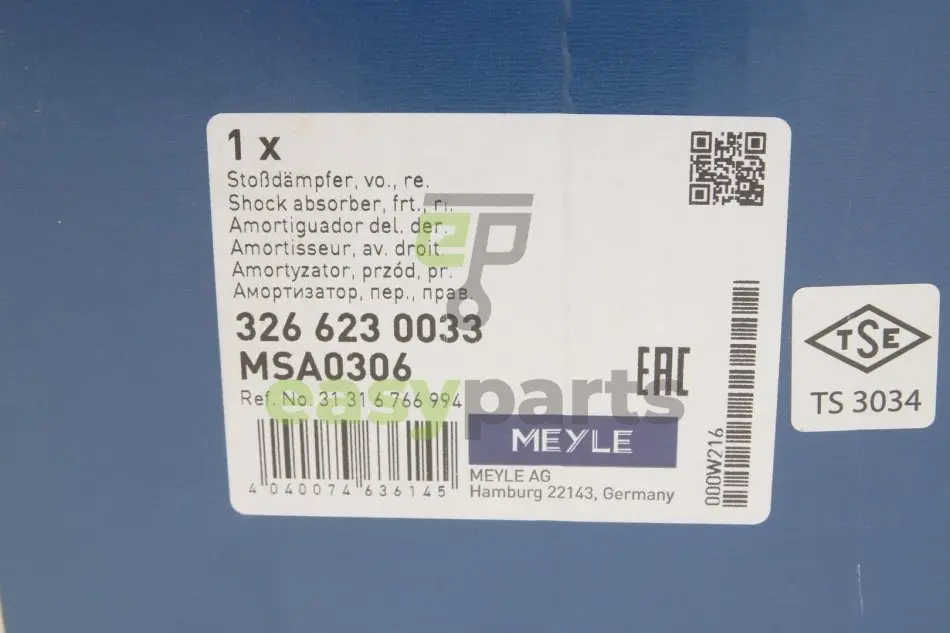 1 x
Stoßdämpfer, vo., re.
Shock absorber, frt., ri.
Amortiguador del. der.
Amortisseur, av. droit
Amortyzator, przód, pr.
Амортизатор, пер., прав.
326 623 0033
MSA0306
Ref. No. 31 31 6 766 994
4 040074 636145
EAC
MEYLE
MEYLE AG
Hamburg 22143, Germany
000W216
TSE
TS 3034
ep
easyparts